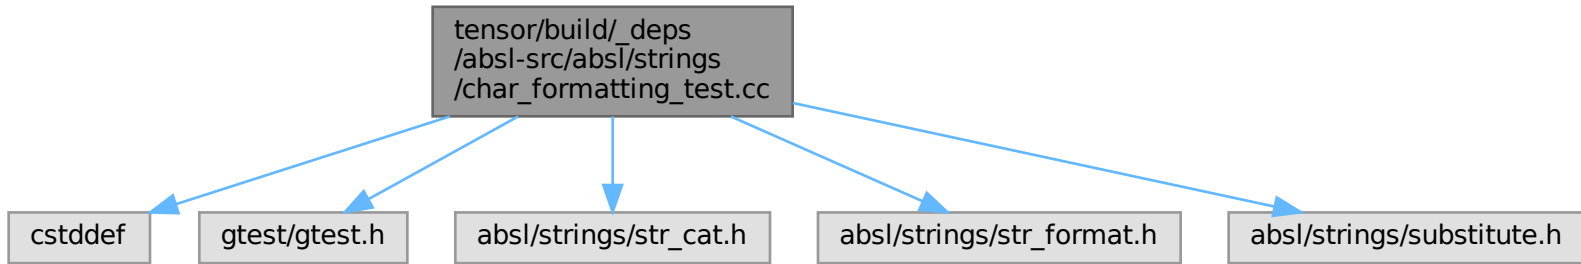 tensor/build/_deps
/absl-src/absl/strings
/char_formatting_test.cc
cstddef
gtest/gtest.h
absl/strings/str_cat.h
absl/strings/str_format.h
absl/strings/substitute.h